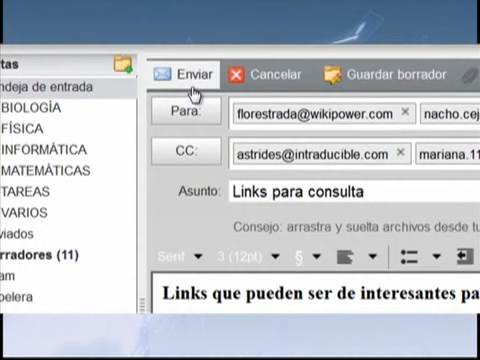 tas
ndeja de entrada
BIOLOGÍA
FÍSICA
INFORMÁTICA
MATEMÁTICAS
TAREAS
VARIOS
viados
rradores (11)
am
pelera
Enviar Cancelar Guardar borrador
Para: florestrada@wikipower.com nacho.cej
CC: astrides@intraducible.com mariana.11
Asunto: Links para consulta
Consejo: arrastra y suelta archivos desde tu
Serif 3 (12pt) §
Links que pueden ser de interesantes pa